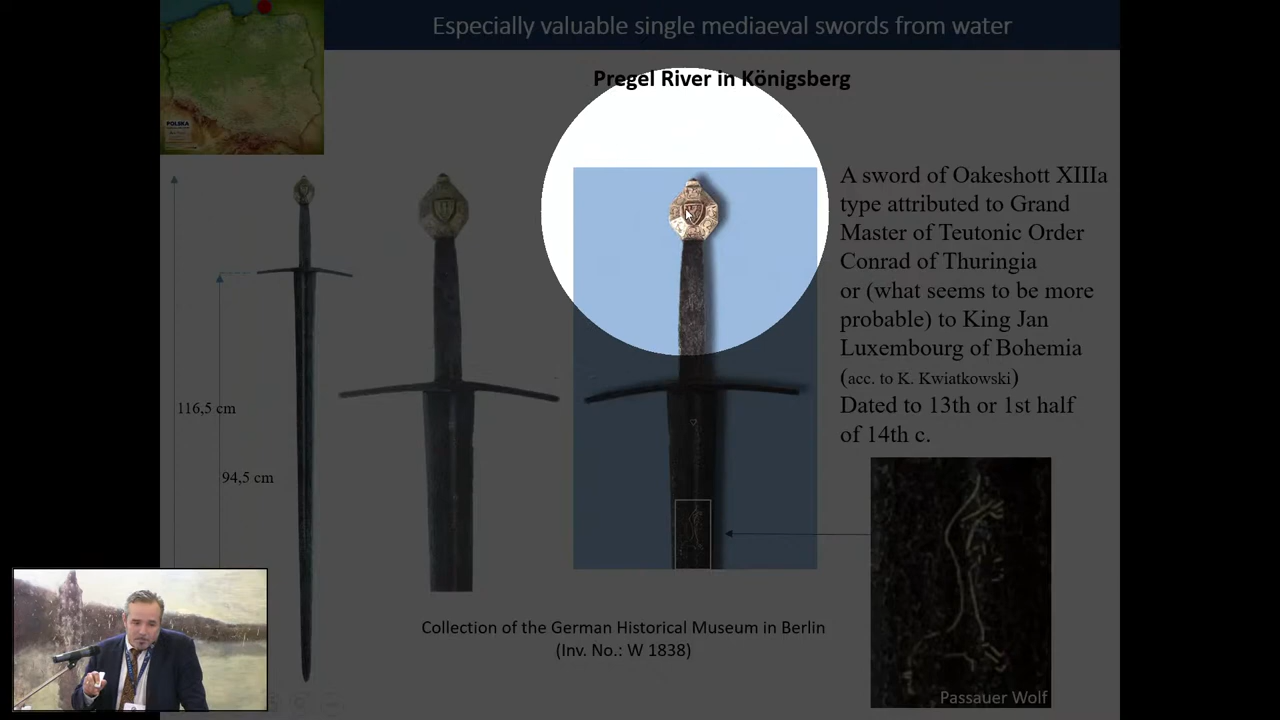 Especially valuable single mediaeval swords from water
Pregel River in Königsberg
POLSKA
A sword of Oakeshott XIIIa
type attributed to Grand
Master of Teutonic Order
Conrad of Thuringia
or (what seems to be more
probable) to King Jan
Luxembourg of Bohemia
(acc. to K. Kwiatkowski)
Dated to 13th or 1st half
of 14th c.
116,5 cm
94,5 cm
Collection of the German Historical Museum in Berlin
(Inv. No.: W 1838)
Passauer Wolf